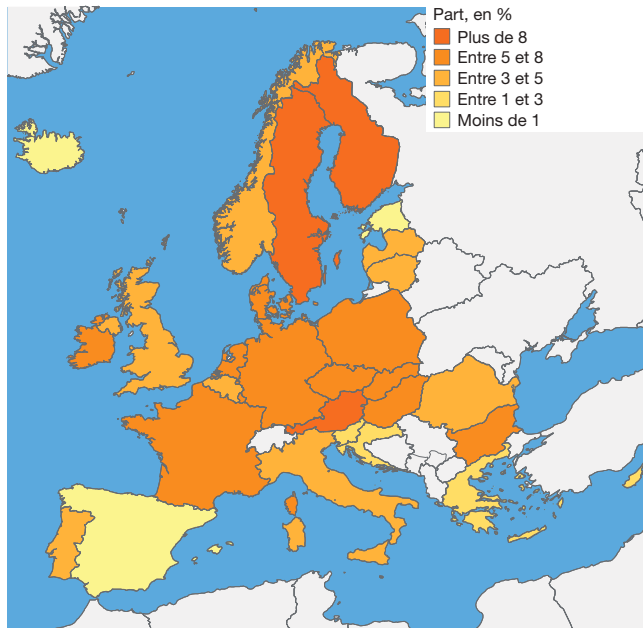 Part, en %
Plus de 8
Entre 5 et 8
Entre 3 et 5
Entre 1 et 3
Moins de 1